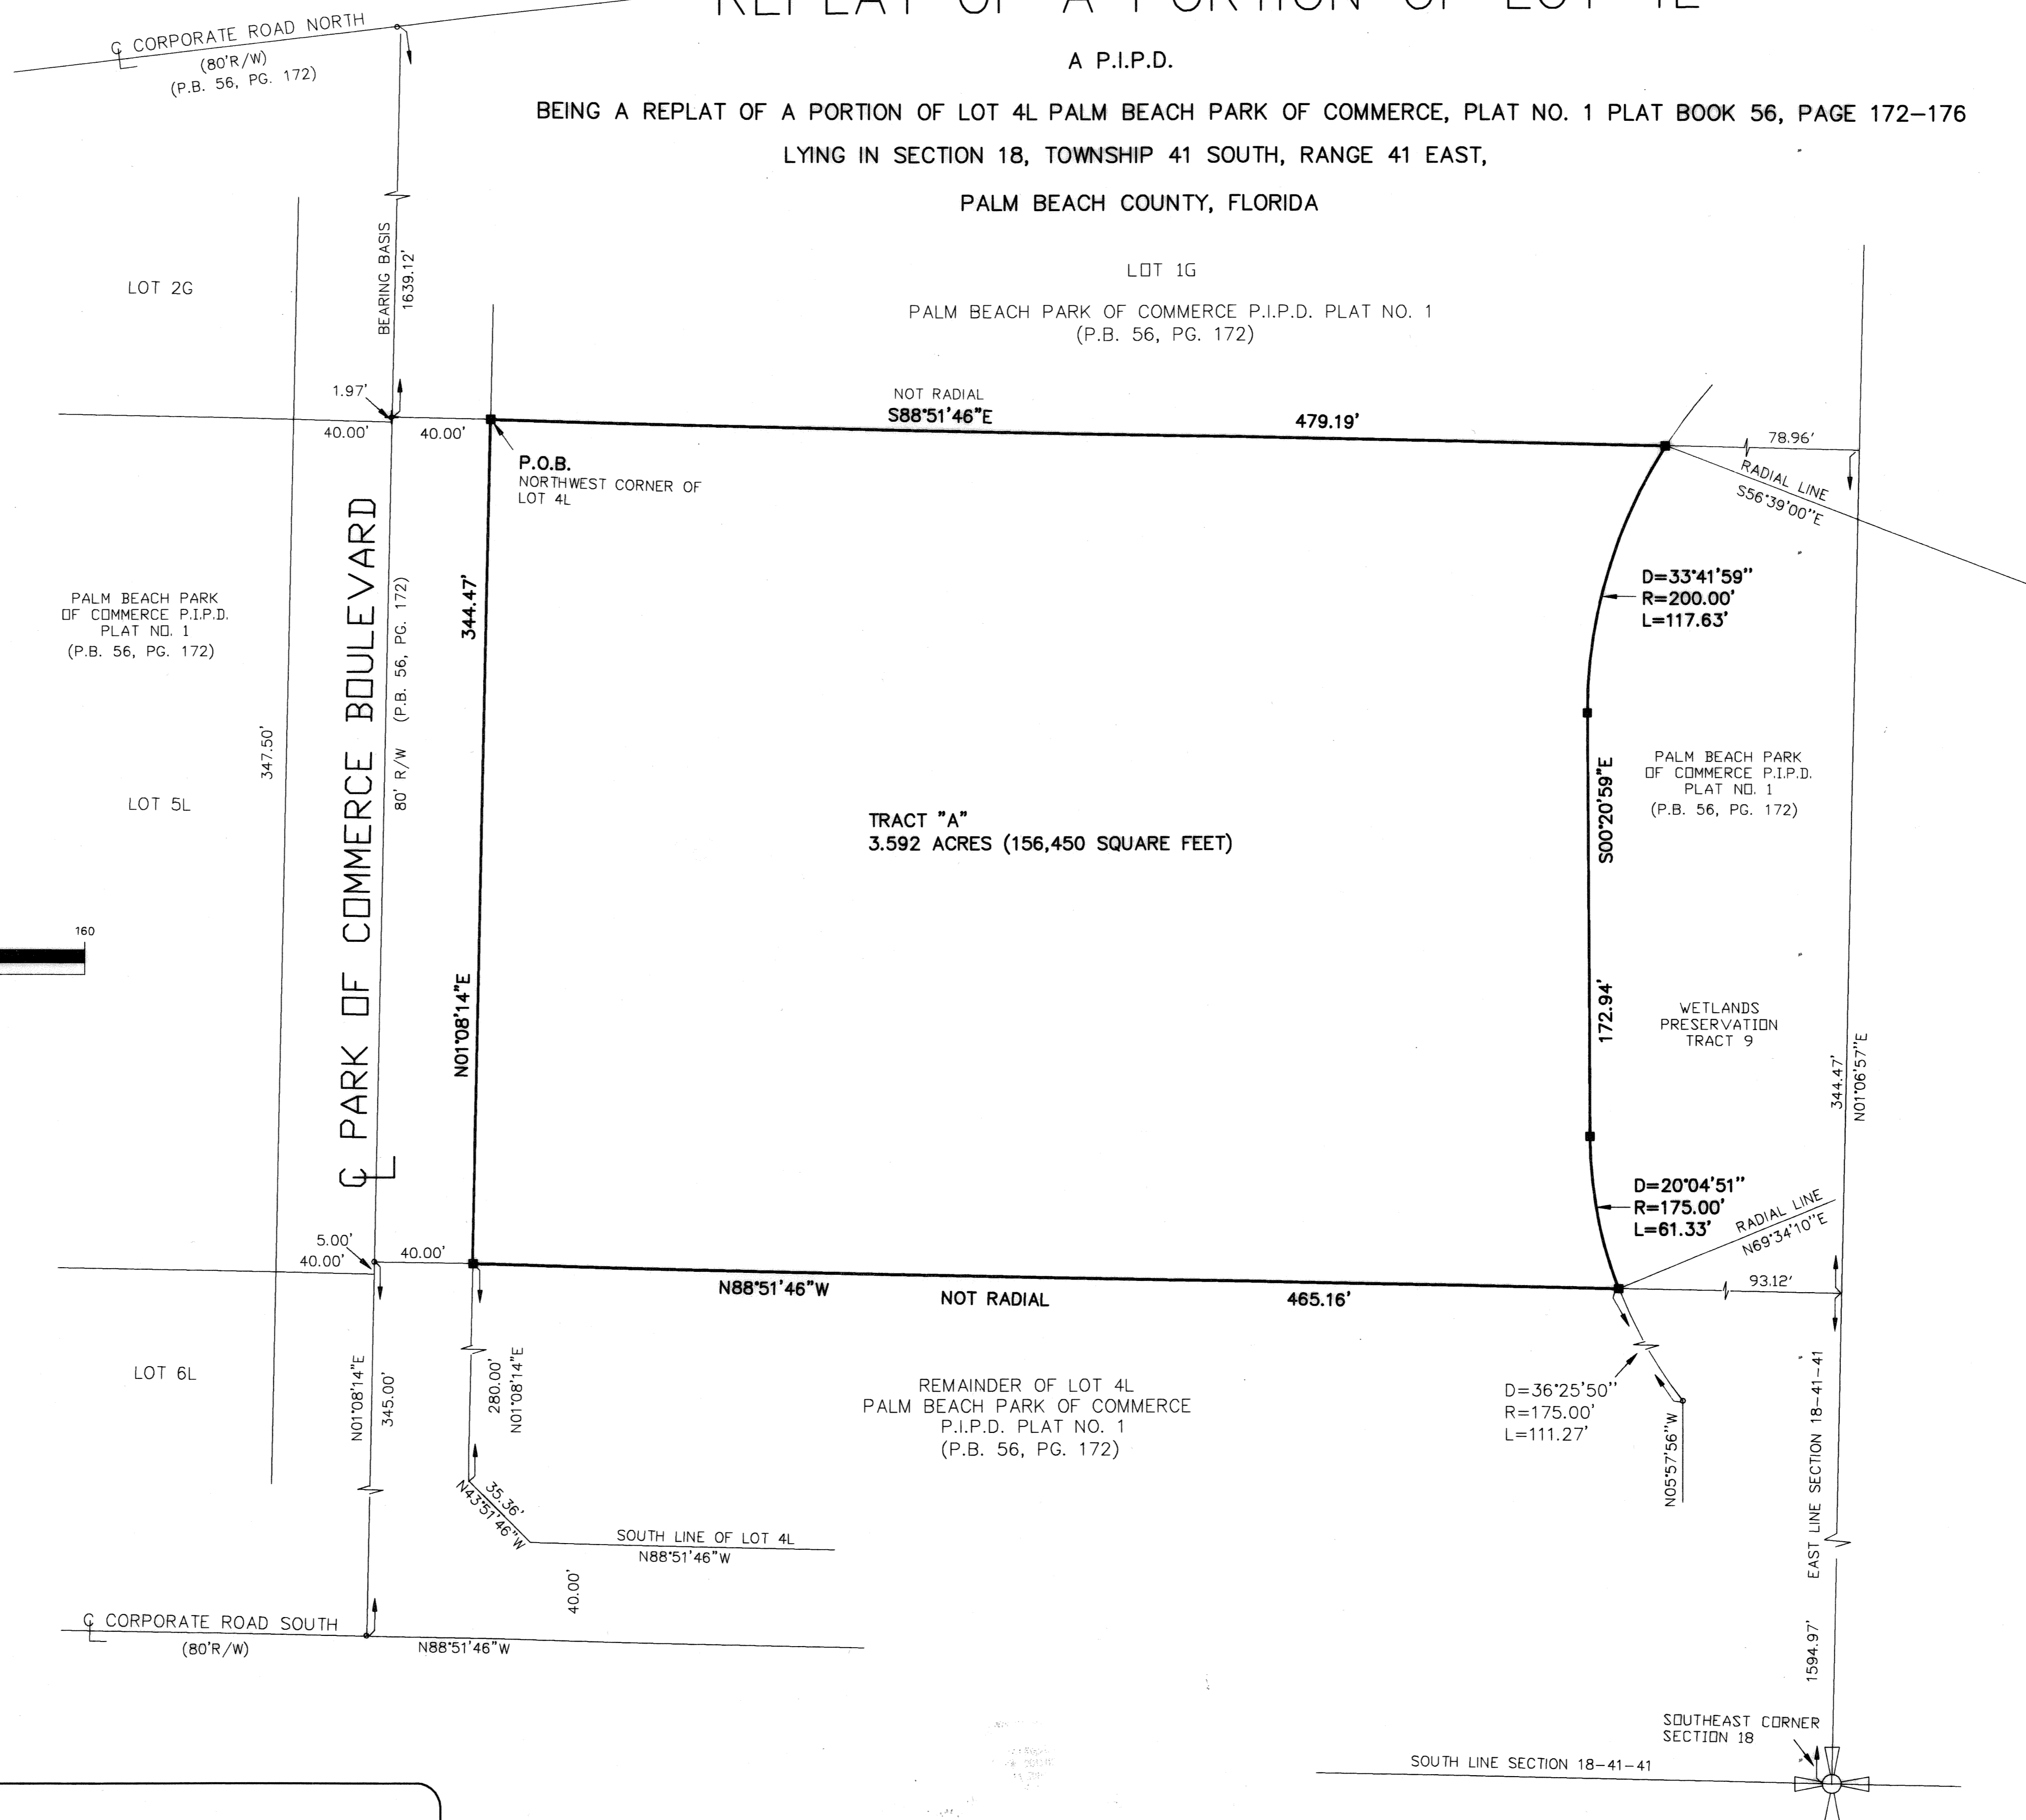 REPLAT OF A PORTION OF LOT 4L
A P.I.P.D.
BEING A REPLAT OF A PORTION OF LOT 4L PALM BEACH PARK OF COMMERCE, PLAT NO. 1 PLAT BOOK 56, PAGE 172–176
LYING IN SECTION 18, TOWNSHIP 41 SOUTH, RANGE 41 EAST,
PALM BEACH COUNTY, FLORIDA
℄ CORPORATE ROAD NORTH
(80'R/W)
(P.B. 56, PG. 172)
LOT 2G
BEARING BASIS
1639.12'
LOT 1G
PALM BEACH PARK OF COMMERCE P.I.P.D. PLAT NO. 1
(P.B. 56, PG. 172)
1.97'
40.00'
40.00'
NOT RADIAL
S88°51'46"E
479.19'
78.96'
RADIAL LINE
S56°39'00"E
P.O.B.
NORTHWEST CORNER OF
LOT 4L
D=33°41'59"
R=200.00'
L=117.63'
344.47'
N01°08'14"E
PALM BEACH PARK
OF COMMERCE P.I.P.D.
PLAT NO. 1
(P.B. 56, PG. 172)
347.50'
LOT 5L
℄ PARK OF COMMERCE BOULEVARD
80' R/W (P.B. 56, PG. 172)
TRACT "A"
3.592 ACRES (156,450 SQUARE FEET)
S00°20'59"E
172.94'
PALM BEACH PARK
OF COMMERCE P.I.P.D.
PLAT NO. 1
(P.B. 56, PG. 172)
WETLANDS
PRESERVATION
TRACT 9
344.47'
N01°06'57"E
160
D=20°04'51"
R=175.00'
L=61.33'
RADIAL LINE
N69°34'10"E
5.00'
40.00'
40.00'
N88°51'46"W
NOT RADIAL
465.16'
93.12'
LOT 6L
N01°08'14"E
345.00'
280.00'
N01°08'14"E
REMAINDER OF LOT 4L
PALM BEACH PARK OF COMMERCE
P.I.P.D. PLAT NO. 1
(P.B. 56, PG. 172)
D=36°25'50"
R=175.00'
L=111.27'
N05°57'56"W
EAST LINE SECTION 18–41–41
1594.97'
35.36'
N43°51'46"W
SOUTH LINE OF LOT 4L
N88°51'46"W
40.00'
℄ CORPORATE ROAD SOUTH
(80'R/W)
N88°51'46"W
SOUTHEAST CORNER
SECTION 18
SOUTH LINE SECTION 18–41–41